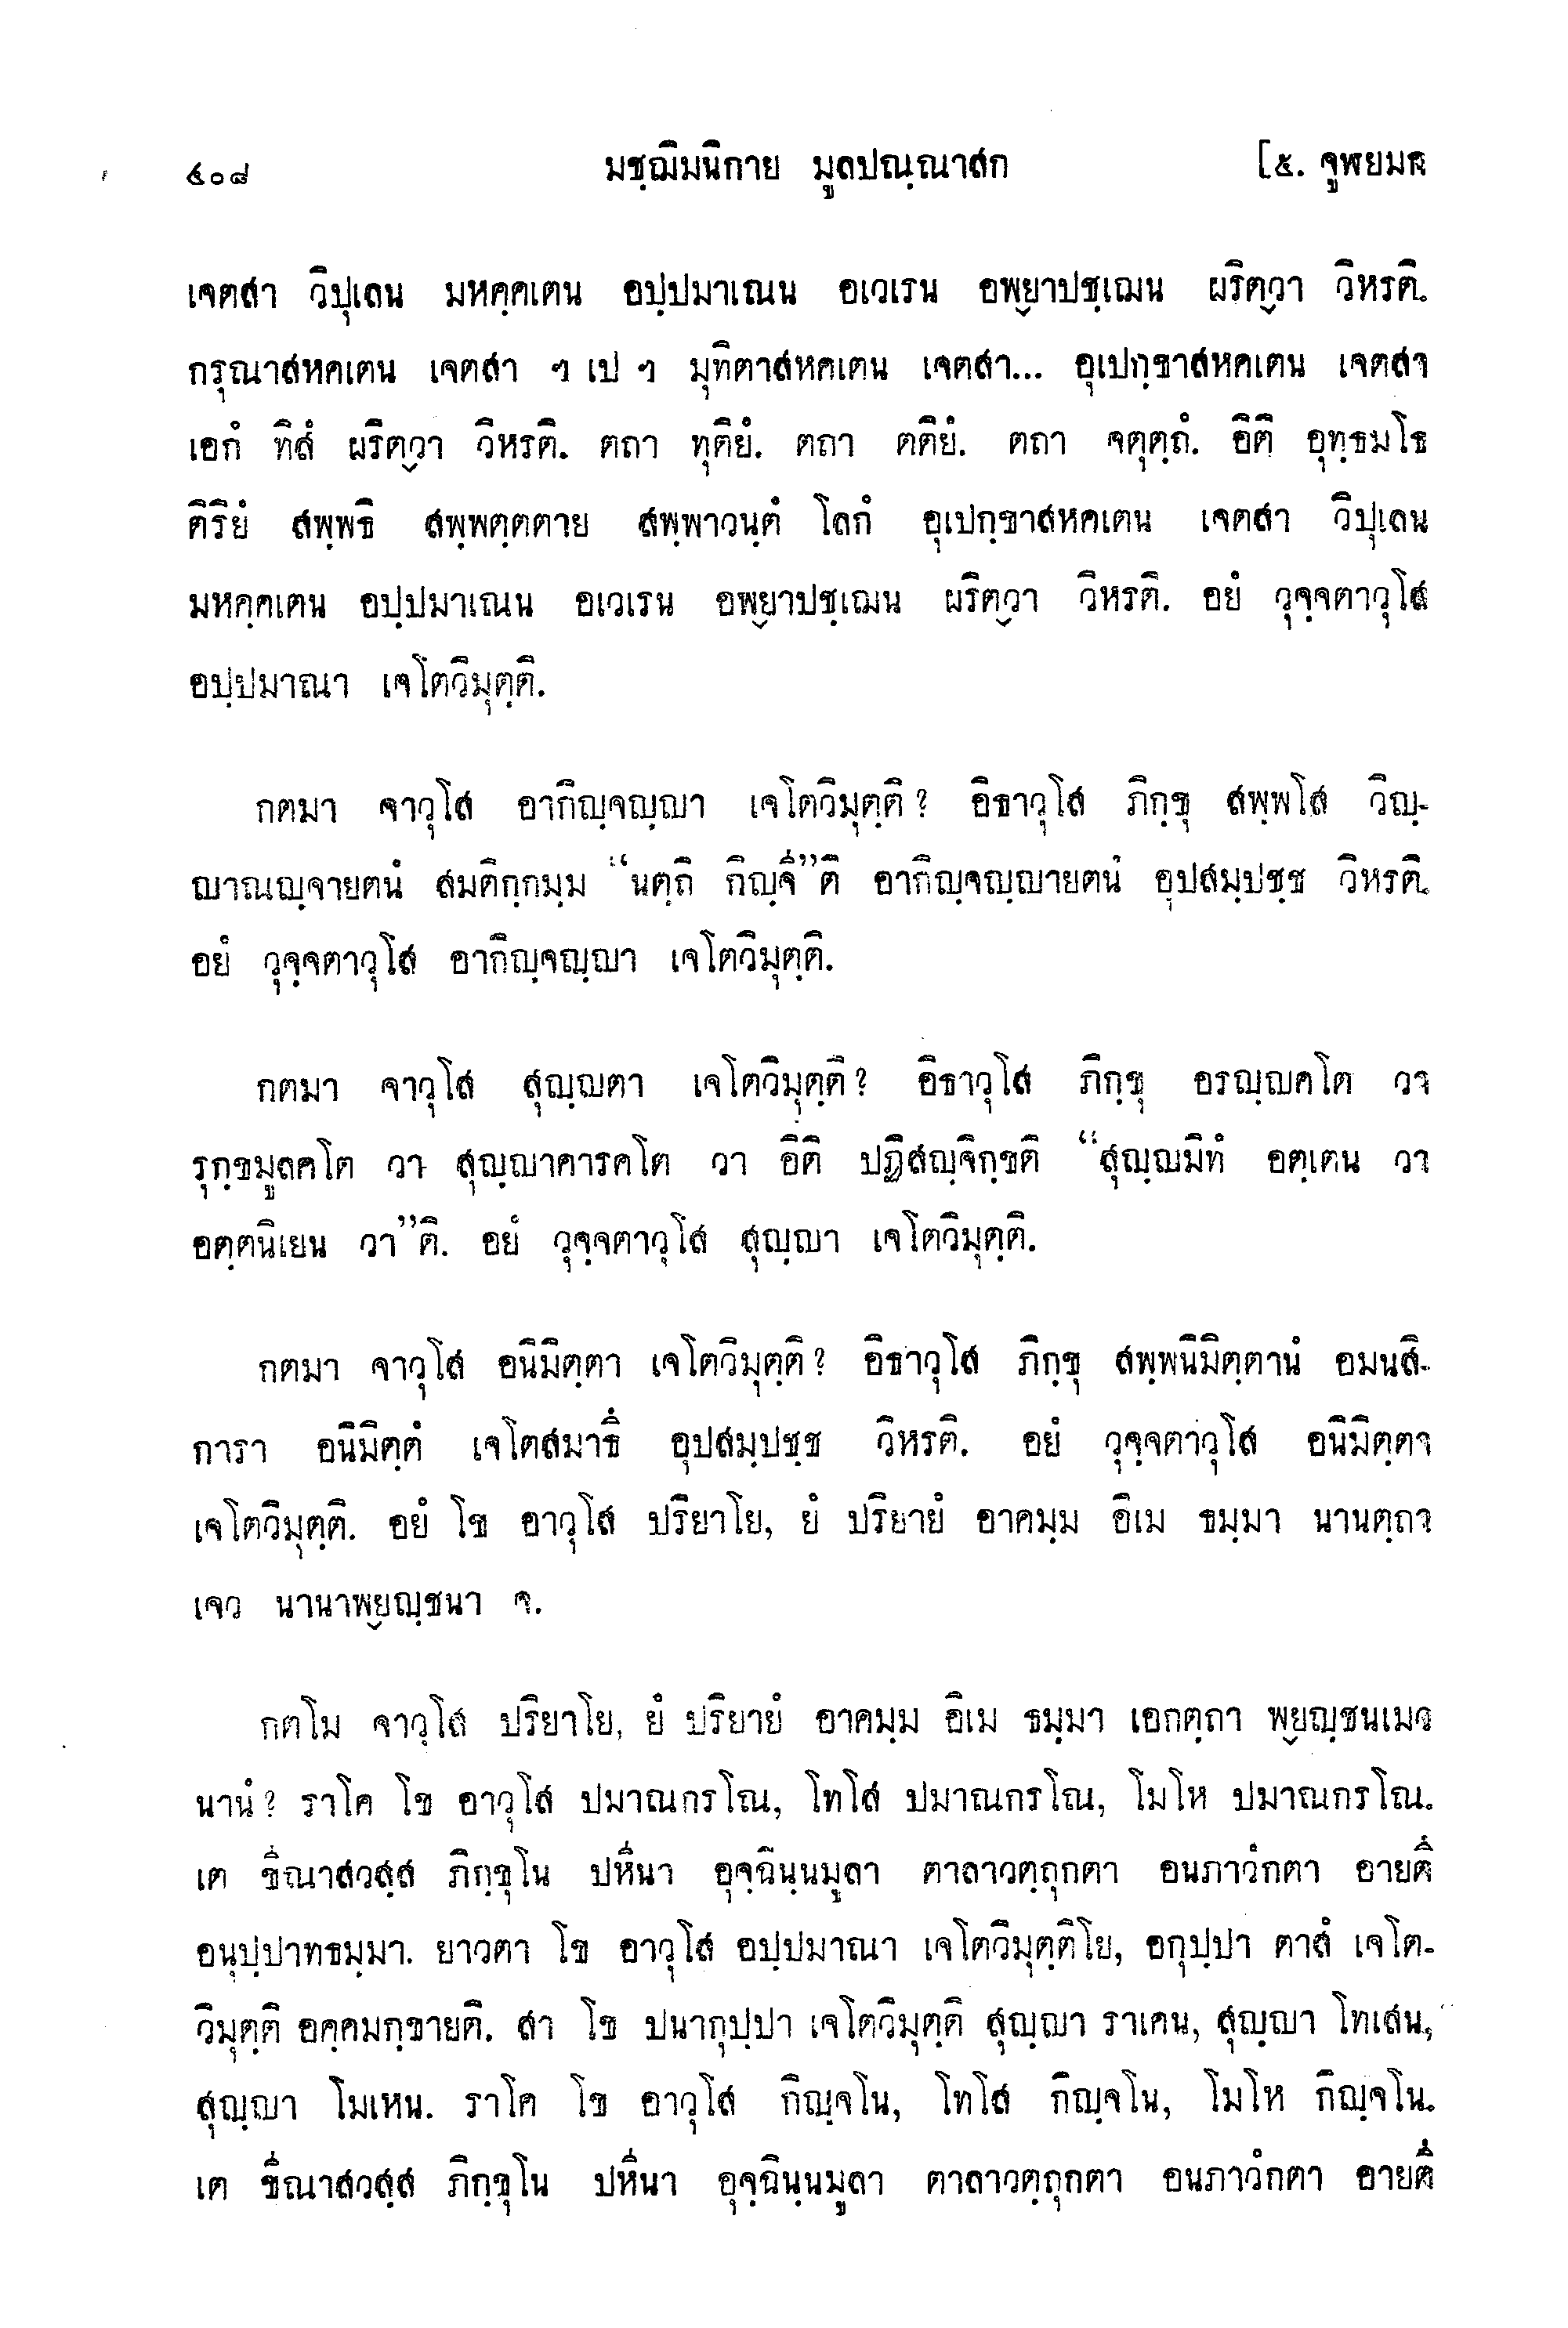 ๔๐๘ มชฺฌิมนิกาย มูลปณฺณาสก [๕. จูฬยมก
เจตสา วิปุเลน มหคฺคเตน อปฺปมาเณน อเวเรน อพฺยาปชฺเฌน ผริตฺวา วิหรติ.
กรุณาสหคเตน เจตสา ฯ เป ฯ มุทิตาสหคเตน เจตสา... อุเปกฺขาสหคเตน เจตสา
เอกํ ทิสํ ผริตฺวา วิหรติ. ตถา ทุติยํ. ตถา ตติยํ. ตถา จตุตฺถํ. อิติ อุทฺธมโธ
ติริยํ สพฺพธิ สพฺพตฺตตาย สพฺพาวนฺตํ โลกํ อุเปกฺขาสหคเตน เจตสา วิปุเลน
มหคฺคเตน อปฺปมาเณน อเวเรน อพฺยาปชฺเฌน ผริตฺวา วิหรติ. อยํ วุจฺจตาวุโส
อปฺปมาณา เจโตวิมุตฺติ.
กตมา จาวุโส อากิญฺจญฺญา เจโตวิมุตฺติ? อิธาวุโส ภิกฺขุ สพฺพโส วิญฺ-
ญาณญฺจายตนํ สมติกฺกมฺม “นตฺถิ กิญฺจี”ติ อากิญฺจญฺญายตนํ อุปสมฺปชฺช วิหรติ.
อยํ วุจฺจตาวุโส อากิญฺจญฺญา เจโตวิมุตฺติ.
กตมา จาวุโส สุญฺญตา เจโตวิมุตฺติ? อิธาวุโส ภิกฺขุ อรญฺญคโต วา
รุกฺขมูลคโต วา สุญฺญาคารคโต วา อิติ ปฏิสญฺจิกฺขติ “สุญฺญมิทํ อตฺเตน วา
อตฺตนิเยน วา”ติ. อยํ วุจฺจตาวุโส สุญฺญา เจโตวิมุตฺติ.
กตมา จาวุโส อนิมิตฺตา เจโตวิมุตฺติ? อิธาวุโส ภิกฺขุ สพฺพนิมิตฺตานํ อมนสิ-
การา อนิมิตฺตํ เจโตสมาธึ อุปสมฺปชฺช วิหรติ. อยํ วุจฺจตาวุโส อนิมิตฺตา
เจโตวิมุตฺติ. อยํ โข อาวุโส ปริยาโย, ยํ ปริยายํ อาคมฺม อิเม ธมฺมา นานตฺถา
เจว นานาพฺยญฺชนา จ.
กตโม จาวุโส ปริยาโย, ยํ ปริยายํ อาคมฺม อิเม ธมฺมา เอกตฺถา พฺยญฺชนเมว
นานํ? ราโค โข อาวุโส ปมาณกรโณ, โทโส ปมาณกรโณ, โมโห ปมาณกรโณ.
เต ขีณาสวสฺส ภิกฺขุโน ปหีนา อุจฺฉินฺนมูลา ตาลาวตฺถุกตา อนภาวํกตา อายตึ
อนุปฺปาทธมฺมา. ยาวตา โข อาวุโส อปฺปมาณา เจโตวิมุตฺติโย, อกุปฺปา ตาสํ เจโต-
วิมุตฺติ อคฺคมกฺขายติ. สา โข ปนากุปฺปา เจโตวิมุตฺติ สุญฺญา ราเคน, สุญฺญา โทเสน,
สุญฺญา โมเหน. ราโค โข อาวุโส กิญฺจโน, โทโส กิญฺจโน, โมโห กิญฺจโน.
เต ขีณาสวสฺส ภิกฺขุโน ปหีนา อุจฺฉินฺนมูลา ตาลาวตฺถุกตา อนภาวํกตา อายตึ